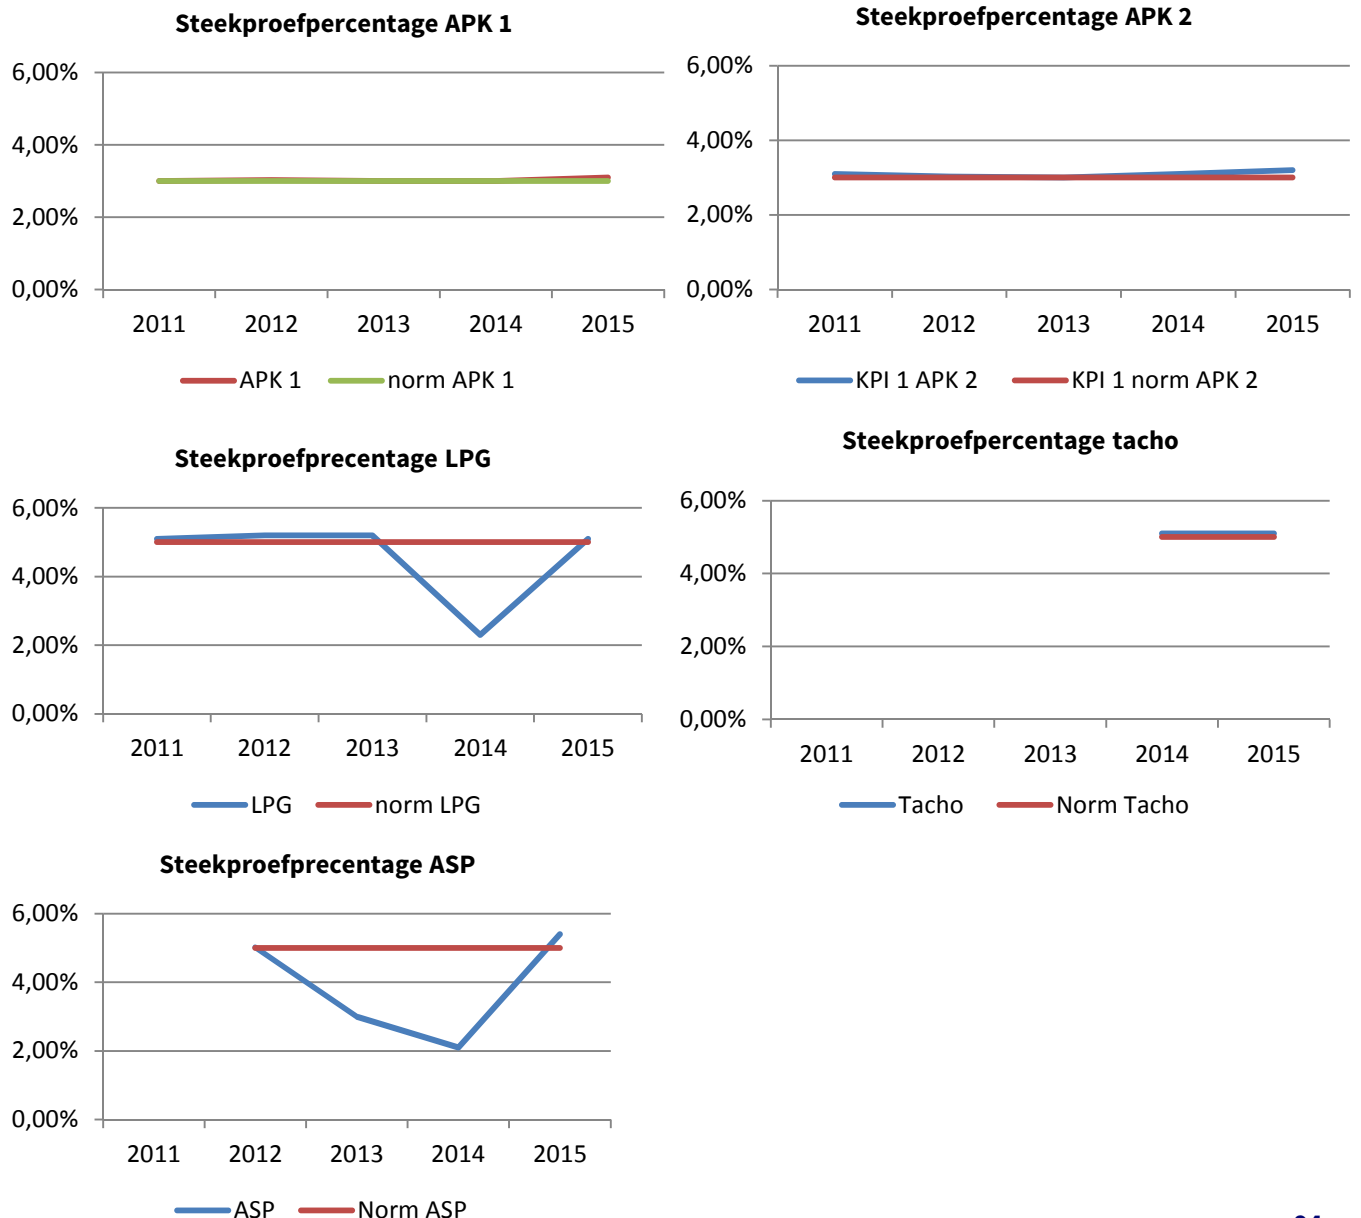 Steekproefpercentage APK 1
6,00%
4,00%
2,00%
0,00%
2011 2012 2013 2014 2015
APK 1 norm APK 1
Steekproefpercentage APK 2
6,00%
4,00%
2,00%
0,00%
2011 2012 2013 2014 2015
KPI 1 APK 2 KPI 1 norm APK 2
Steekproefprecentage LPG
6,00%
4,00%
2,00%
0,00%
2011 2012 2013 2014 2015
LPG norm LPG
Steekproefpercentage tacho
6,00%
4,00%
2,00%
0,00%
2011 2012 2013 2014 2015
Tacho Norm Tacho
Steekproefprecentage ASP
6,00%
4,00%
2,00%
0,00%
2011 2012 2013 2014 2015
ASP Norm ASP